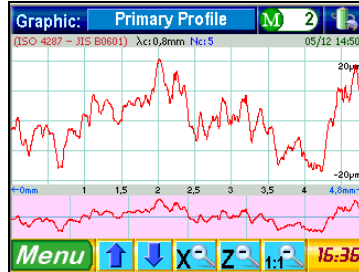 Graphic: Primary Profile M 2)
(ISO 4287 - JIS B0601) λc:0,8mm Nc:5 05/12 14:50
20µm
-20µm
←0mm 1 1,5 2 2,5 3 3,5 4 4,8mm→
Menu X Z 1:1 16:36